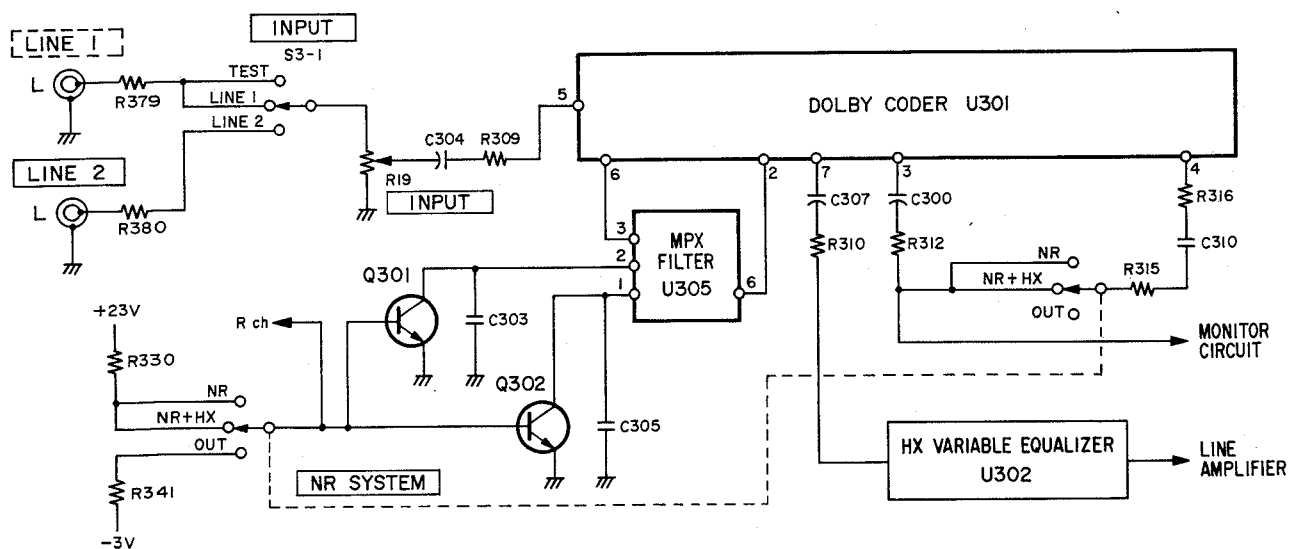 INPUT
S3-1
LINE 1
L
R379
TEST
LINE 1
LINE 2
LINE 2
L
R380
R19
INPUT
C304
R309
5
DOLBY CODER U301
6
2
7
3
4
C307
R310
C300
R312
R316
C310
R315
NR
NR+HX
OUT
MONITOR
CIRCUIT
3
2
1
MPX
FILTER
U305
6
Q301
C303
R ch
Q302
C305
+23V
R330
NR
NR+HX
OUT
R341
-3V
NR SYSTEM
HX VARIABLE EQUALIZER
U302
LINE
AMPLIFIER